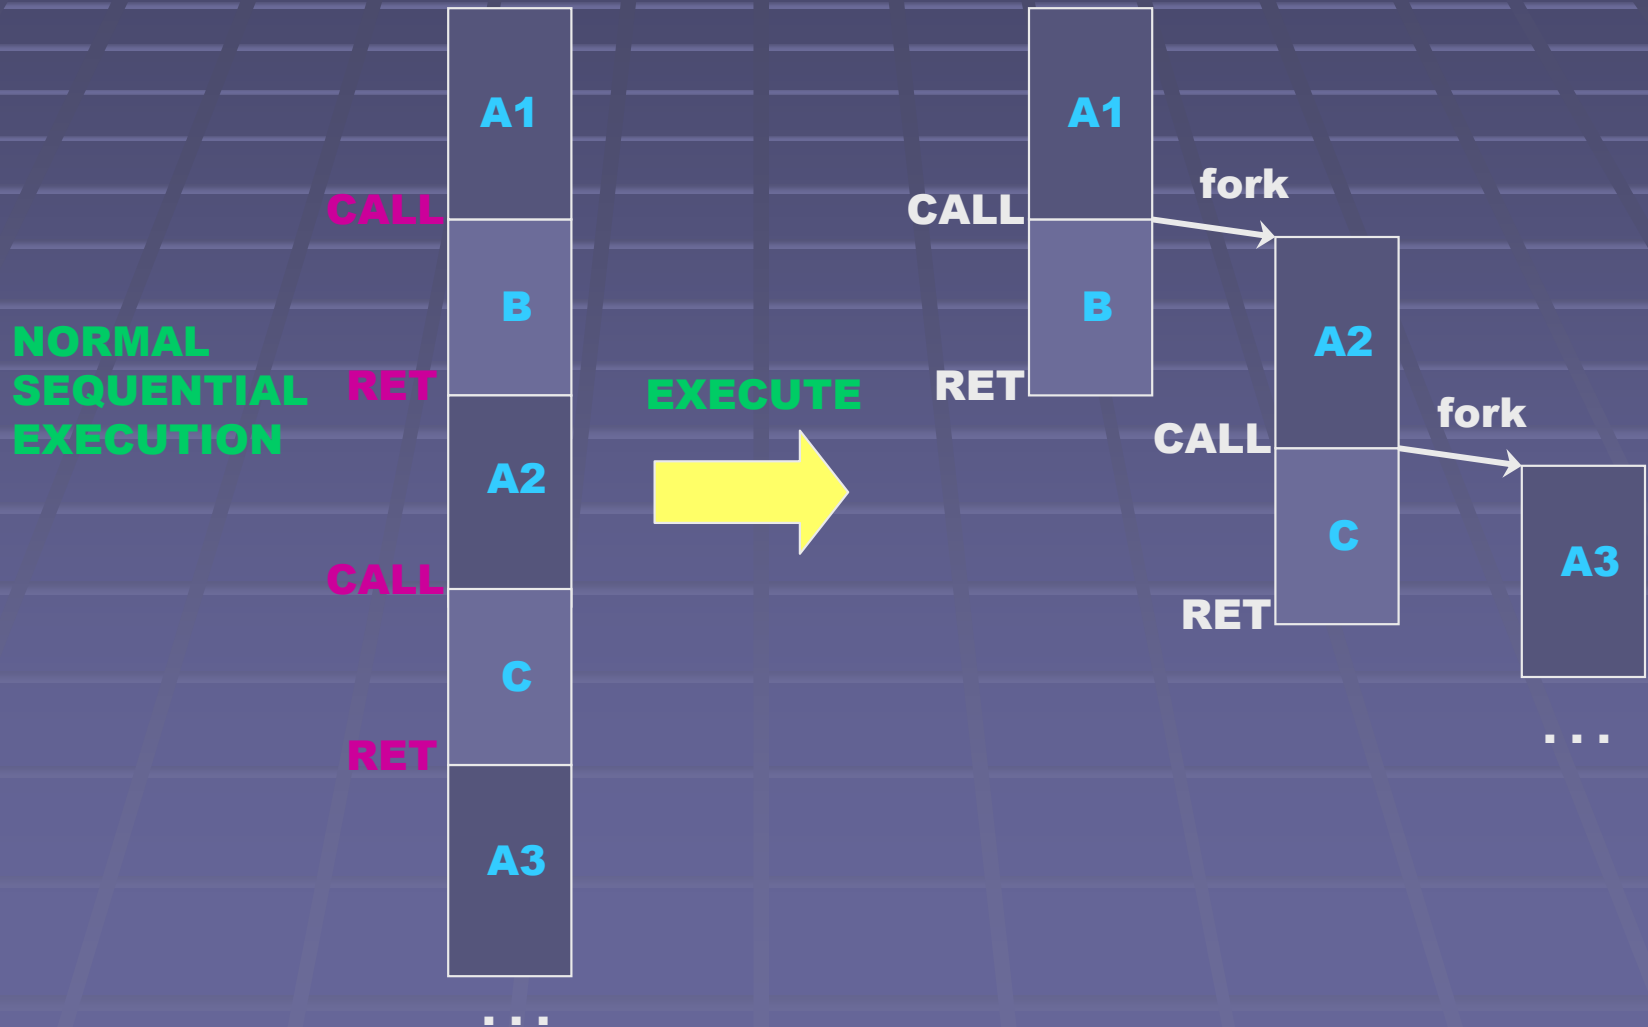 A1
CALL
B
NORMAL
SEQUENTIAL
EXECUTION
RET
A2
CALL
C
RET
A3
...
EXECUTE
A1
CALL
fork
B
RET
A2
CALL
fork
C
RET
A3
...